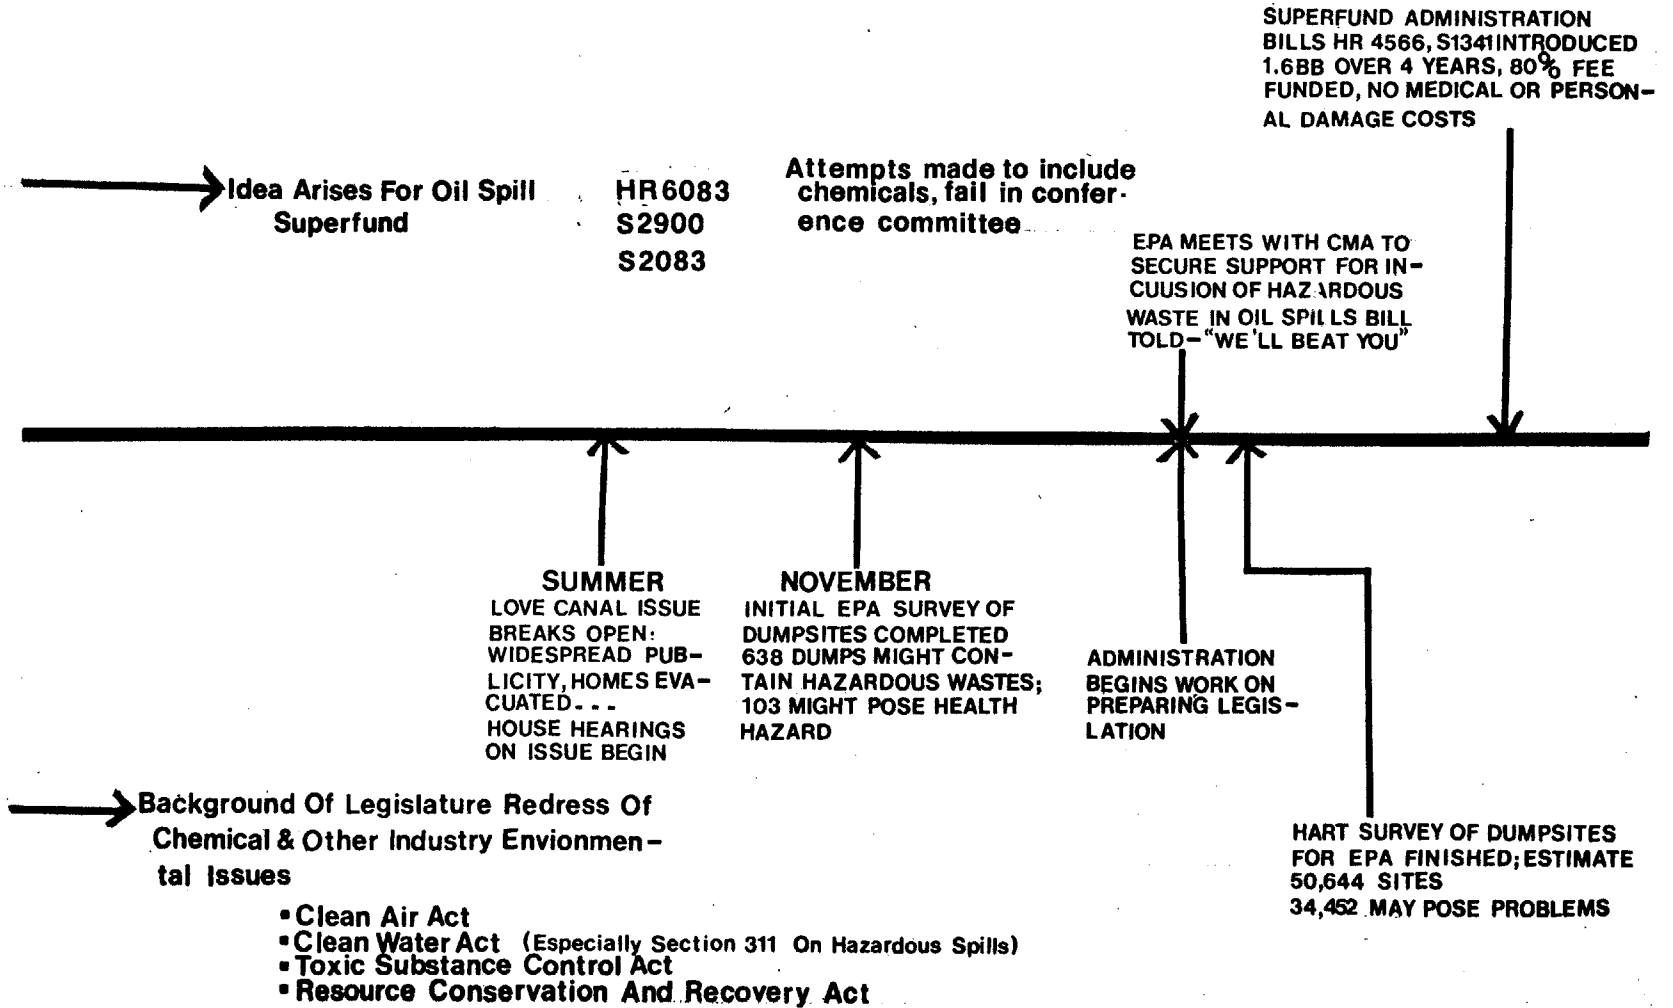 SUPERFUND ADMINISTRATION
BILLS HR 4566, S1341 INTRODUCED
1.6BB OVER 4 YEARS, 80% FEE
FUNDED, NO MEDICAL OR PERSON-
AL DAMAGE COSTS
Idea Arises For Oil Spill
Superfund
HR6083
S2900
S2083
Attempts made to include
chemicals, fail in confer-
ence committee
EPA MEETS WITH CMA TO
SECURE SUPPORT FOR IN-
CUUSION OF HAZARDOUS
WASTE IN OIL SPILLS BILL
TOLD-"WE'LL BEAT YOU"
SUMMER
LOVE CANAL ISSUE
BREAKS OPEN:
WIDESPREAD PUB-
LICITY, HOMES EVA-
CUATED---
HOUSE HEARINGS
ON ISSUE BEGIN
NOVEMBER
INITIAL EPA SURVEY OF
DUMPSITES COMPLETED
638 DUMPS MIGHT CON-
TAIN HAZARDOUS WASTES;
103 MIGHT POSE HEALTH
HAZARD
ADMINISTRATION
BEGINS WORK ON
PREPARING LEGIS-
LATION
HART SURVEY OF DUMPSITES
FOR EPA FINISHED; ESTIMATE
50,644 SITES
34,452 MAY POSE PROBLEMS
Background Of Legislature Redress Of
Chemical & Other Industry Envionmen-
tal Issues
▪ Clean Air Act
▪ Clean Water Act (Especially Section 311 On Hazardous Spills)
▪ Toxic Substance Control Act
▪ Resource Conservation And Recovery Act